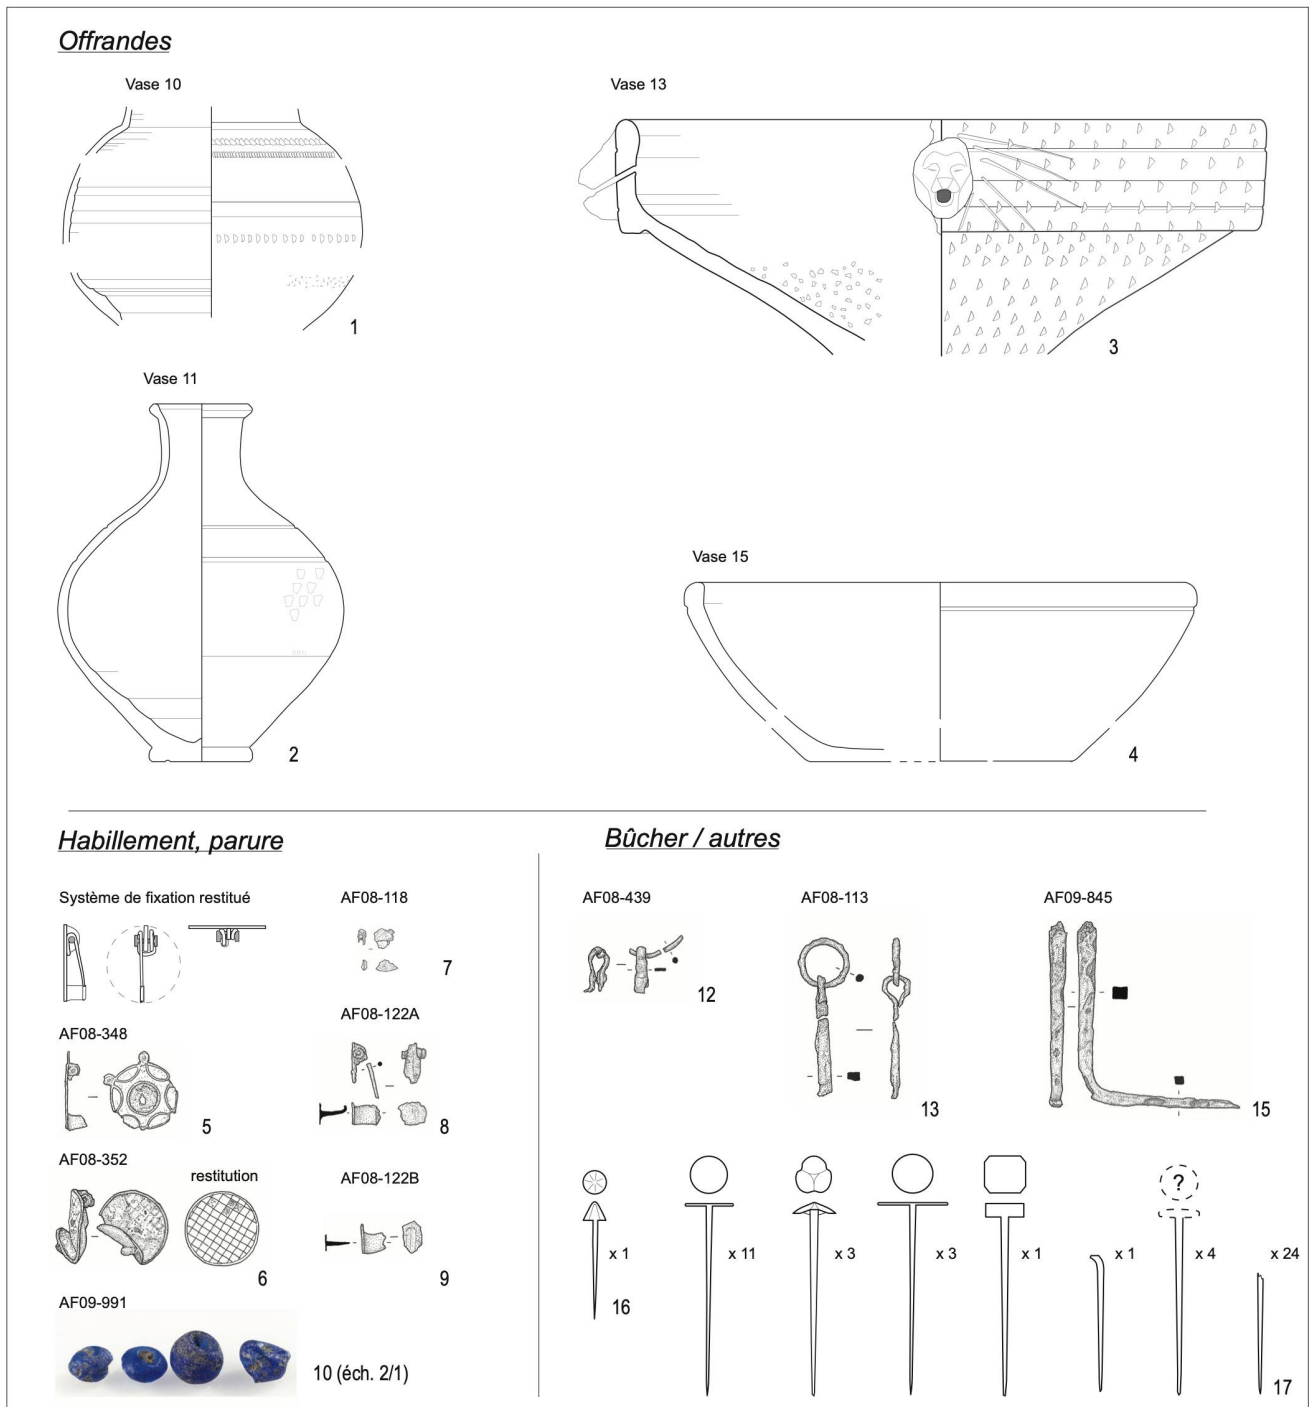 Offrandes
Vase 10
Vase 13
1
3
Vase 11
Vase 15
2
4
Habillement, parure
Système de fixation restitué
AF08-118
7
AF08-348
AF08-122A
5
8
AF08-352
restitution
AF08-122B
6
9
AF09-991
10 (éch. 2/1)
Bûcher / autres
AF08-439
AF08-113
AF09-845
12
13
15
?
x 1
x 11
x 3
x 3
x 1
x 1
x 4
x 24
16
17